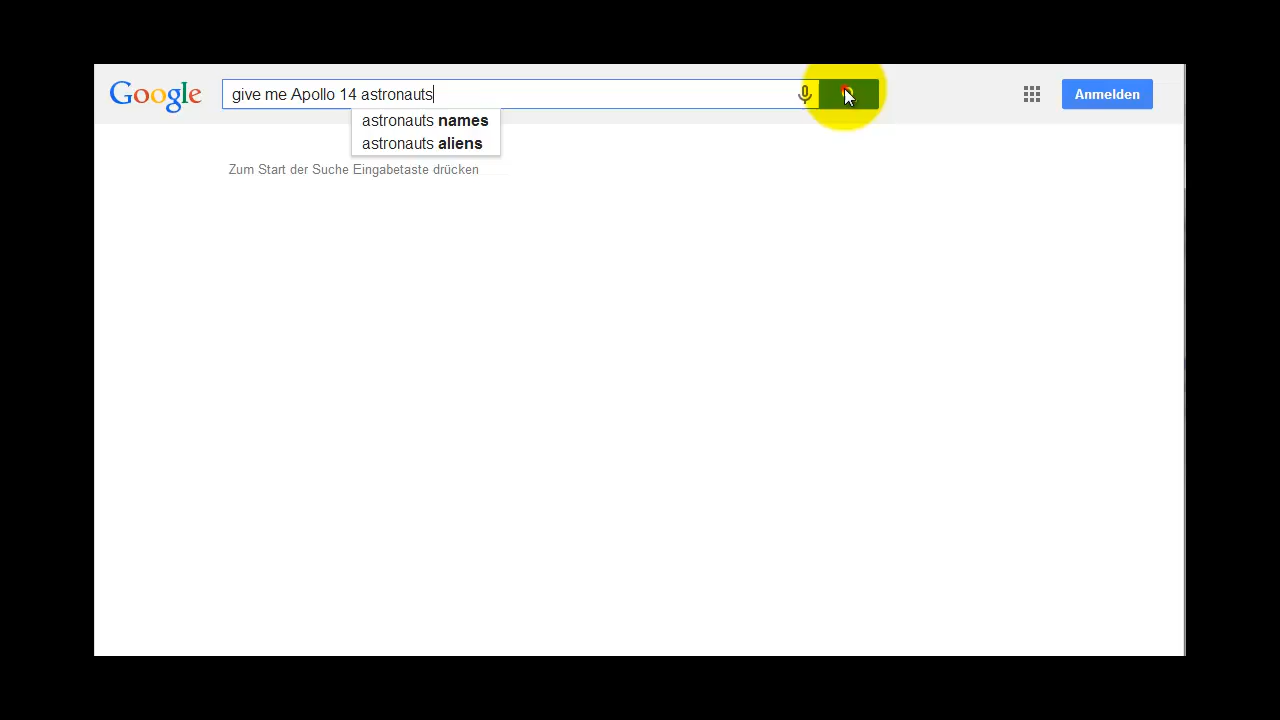 Google
give me Apollo 14 astronauts
Anmelden
astronauts names
astronauts aliens
Zum Start der Suche Eingabetaste drücken